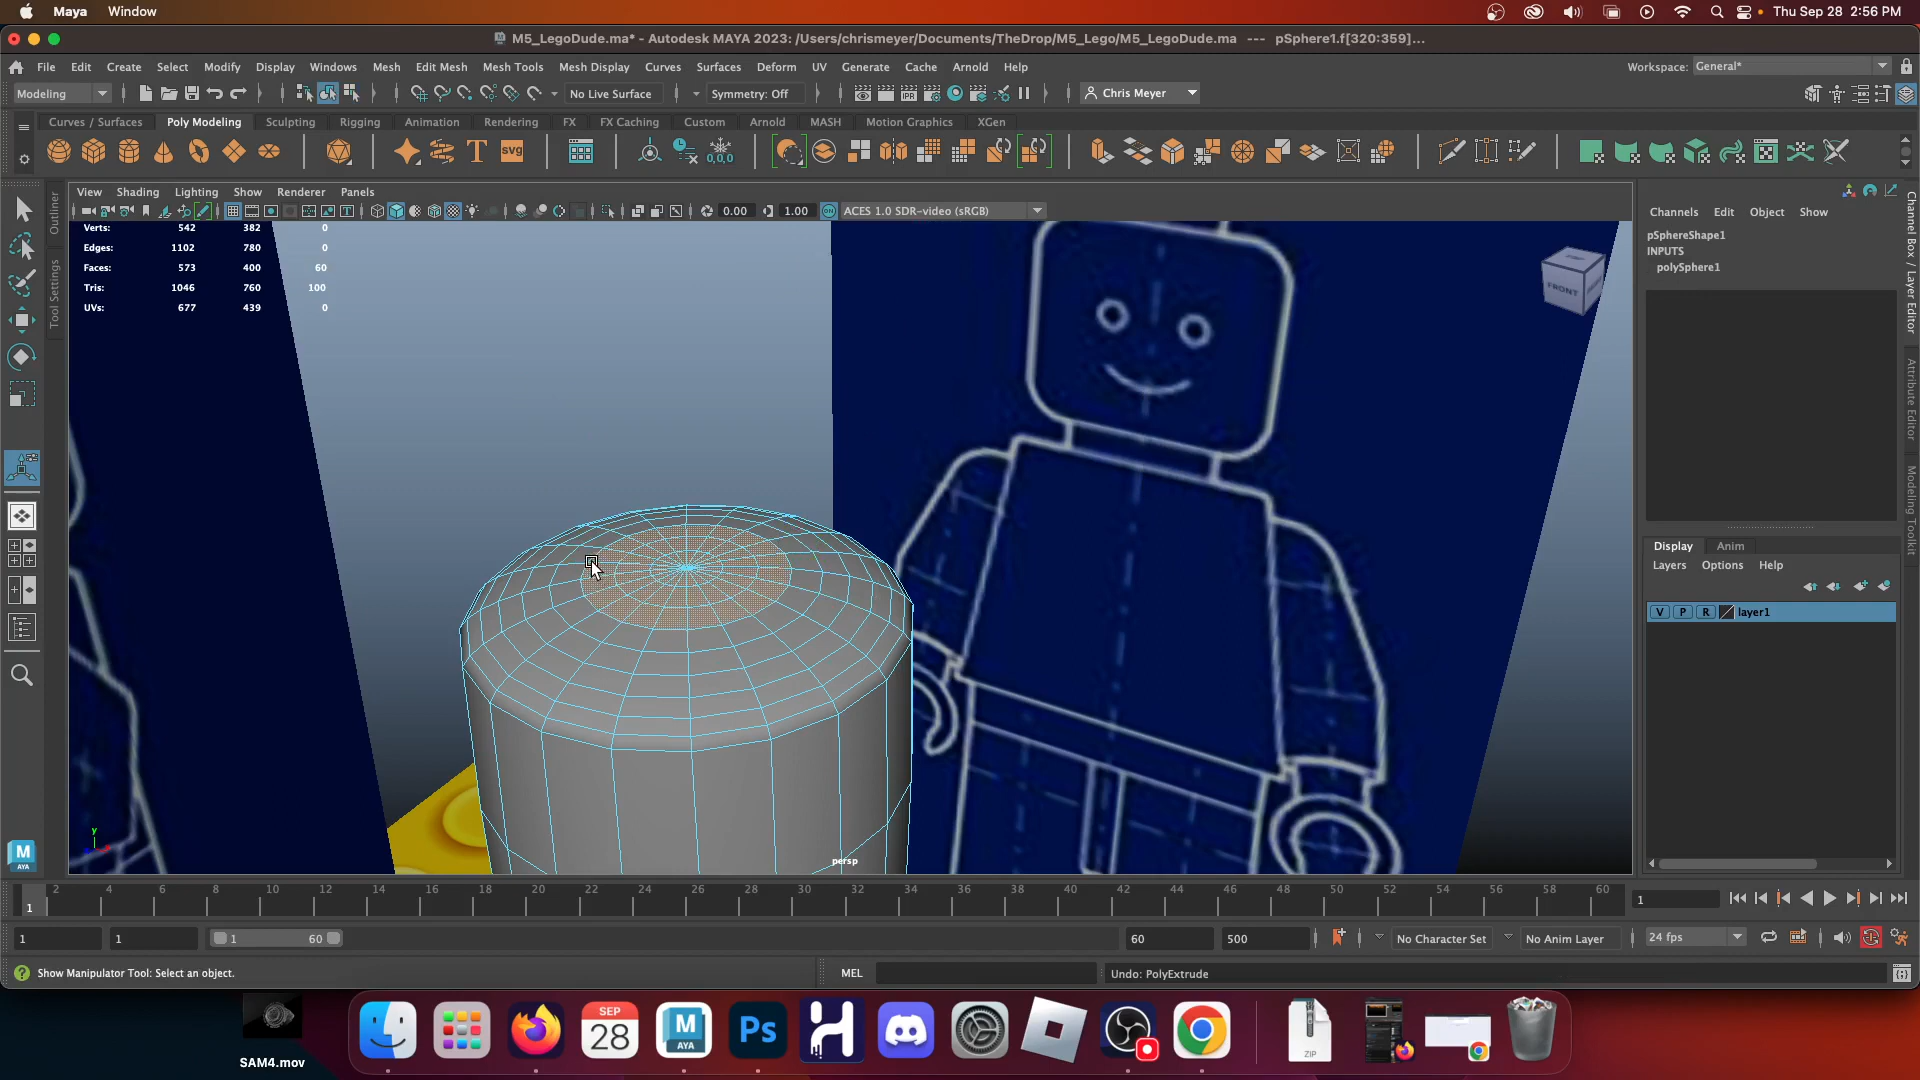 Maya Window
Thu Sep 28 2:56 PM
M5_LegoDude.ma* - Autodesk MAYA 2023: /Users/chrismeyer/Documents/TheDrop/M5_Lego/M5_LegoDude.ma --- pSphere1.f[320:359]...
File Edit Create Select Modify Display Windows Mesh Edit Mesh Mesh Tools Mesh Display Curves Surfaces Deform UV Generate Cache Arnold Help
Workspace: General*
Modeling
No Live Surface
Symmetry: Off
IPR
Chris Meyer
Curves / Surfaces Poly Modeling Sculpting Rigging Animation Rendering FX FX Caching Custom Arnold MASH Motion Graphics XGen
T SVG 0,0,0
View Shading Lighting Show Renderer Panels
0.00 1.00 ON ACES 1.0 SDR-video (sRGB)
Outliner
Tool Settings
Verts: 542 382 0
Edges: 1102 780 0
Faces: 573 400 60
Tris: 1046 760 100
UVs: 677 439 0
FRONT
persp
y
Channels Edit Object Show
pSphereShape1
INPUTS
polySphere1
Channel Box / Layer Editor
Attribute Editor
Modeling Toolkit
Display Anim
Layers Options Help
V P R layer1
M
AYA
2 4 6 8 10 12 14 16 18 20 22 24 26 28 30 32 34 36 38 40 42 44 46 48 50 52 54 56 58 60
1
1
1 1 1 60 60 500 No Character Set No Anim Layer 24 fps
Show Manipulator Tool: Select an object.
MEL
Undo: PolyExtrude
SAM4.mov
SEP
28
M
AYA
Ps
ZIP